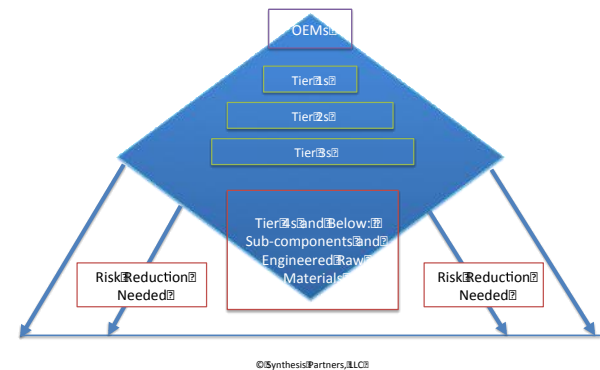 OEMs
Tier 1s
Tier 2s
Tier 3s
Tier 4s and Below:
Sub-components and
Engineered Raw
Materials
Risk Reduction
Needed
Risk Reduction
Needed
© Synthesis Partners, LLC